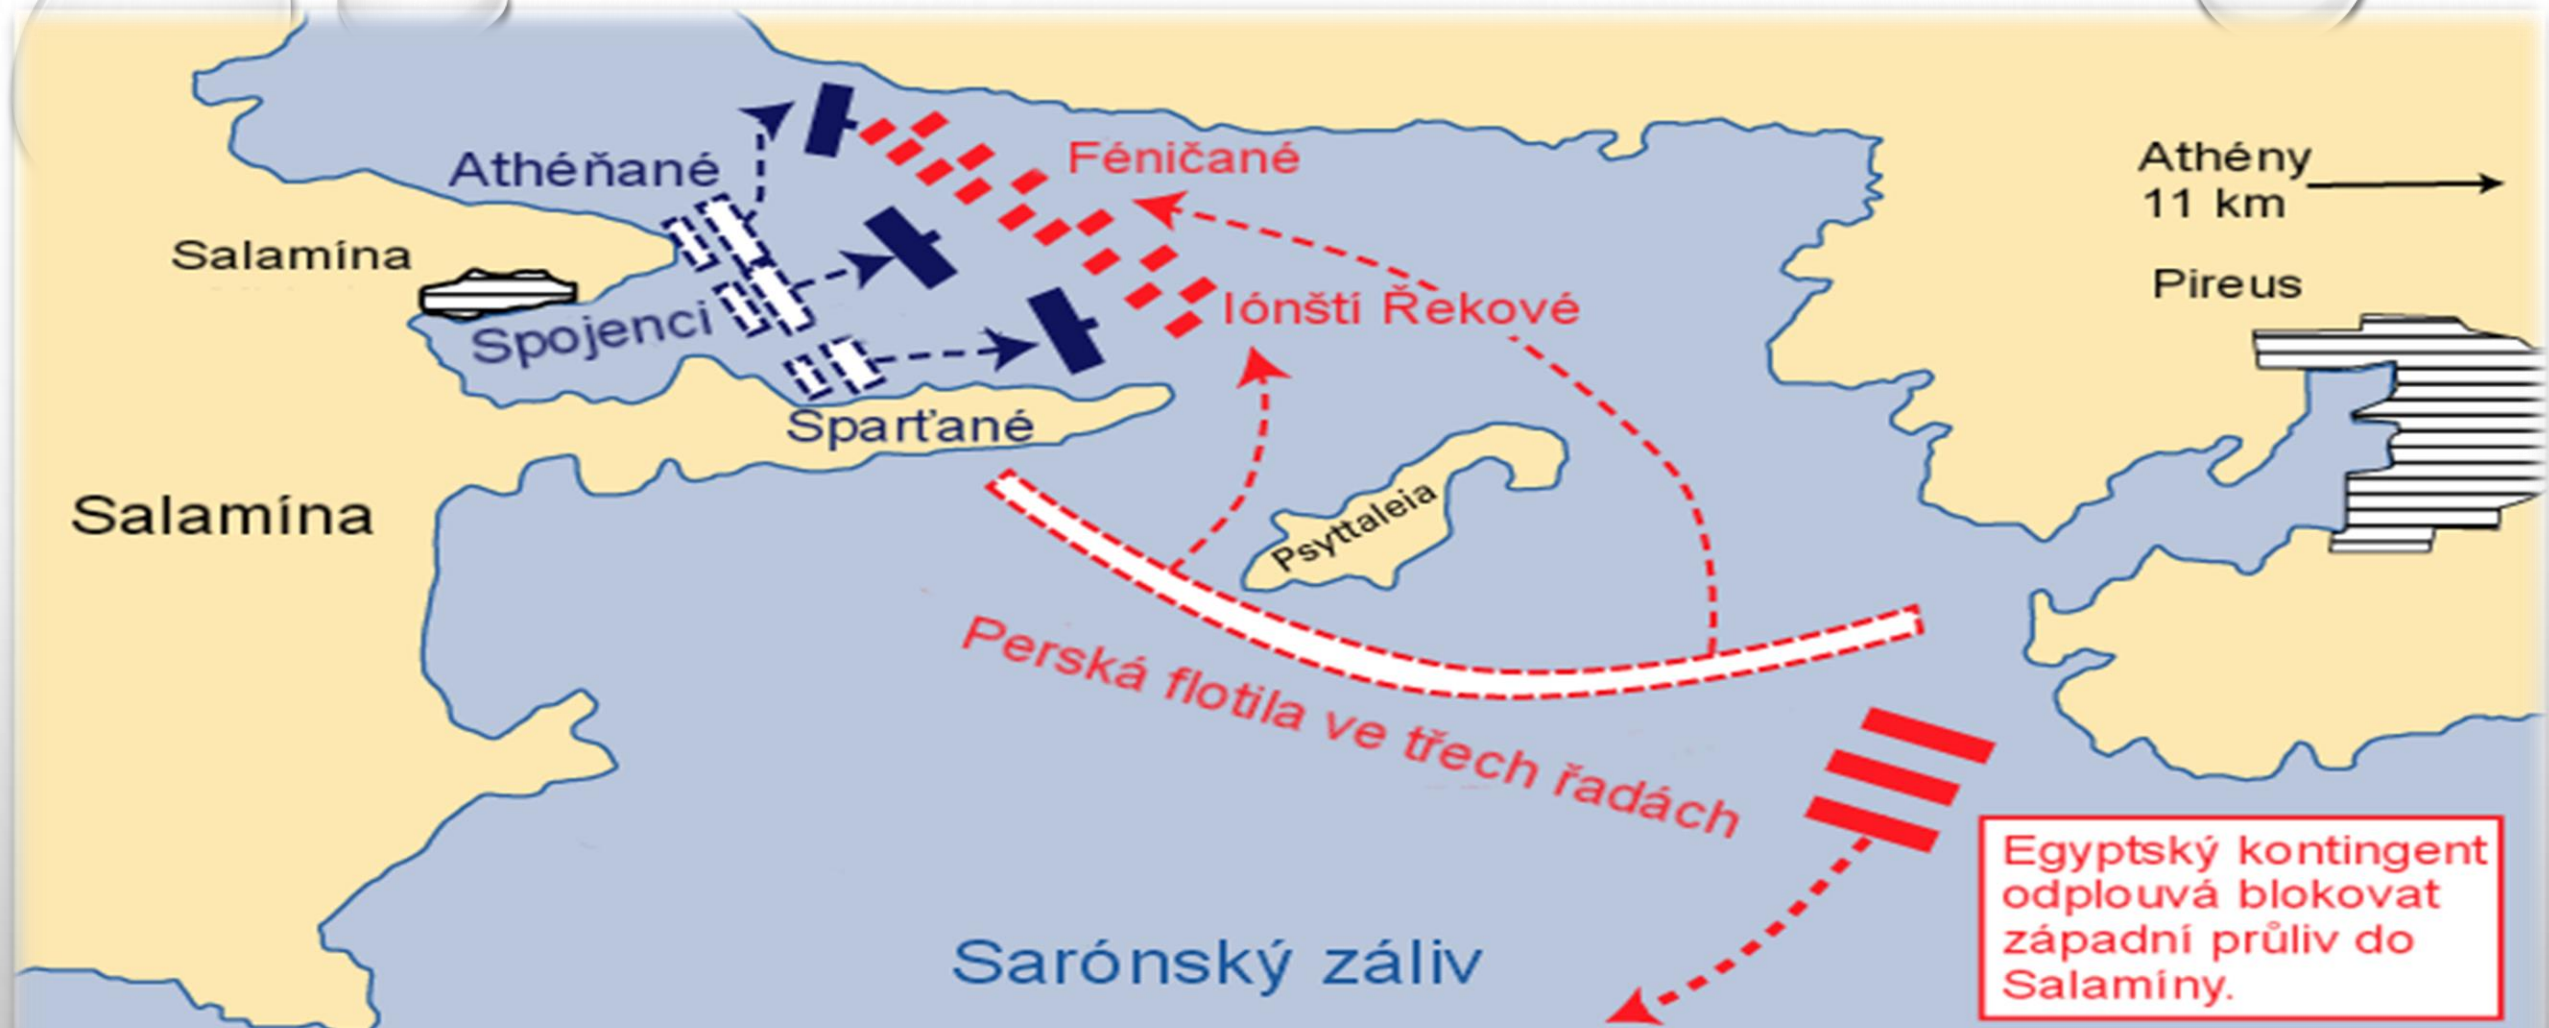 Athény
11 km
Féničané
Athéňané
Salamína
Pireus
Iónští Řekové
Spojenci
Sparťané
Salamína
Psyttaleia
Perská flotila ve třech řadách
Egyptský kontingent
odplouvá blokovat
západní průliv do
Salamíny.
Sarónský záliv